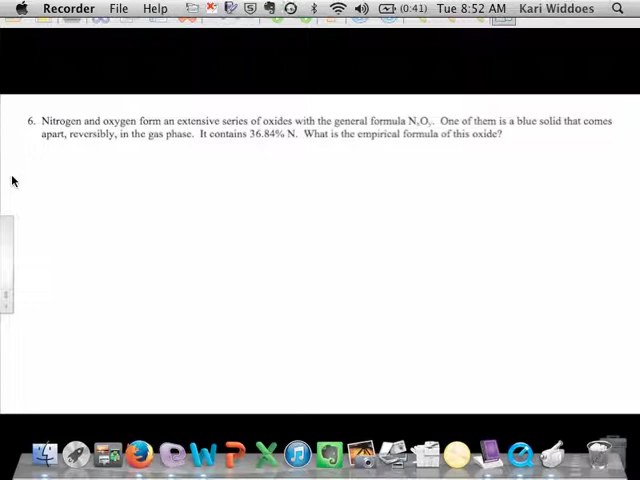 Recorder File Help (0:41) Tue 8:52 AM Kari Widdoes
6. Nitrogen and oxygen form an extensive series of oxides with the general formula NₓOᵧ. One of them is a blue solid that comes
apart, reversibly, in the gas phase. It contains 36.84% N. What is the empirical formula of this oxide?